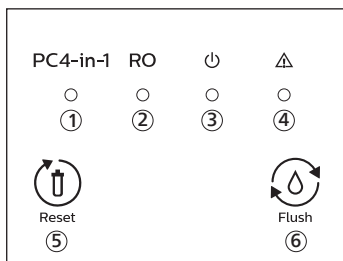 PC4-in-1 RO
① ② ③ ④
Reset Flush
⑤ ⑥